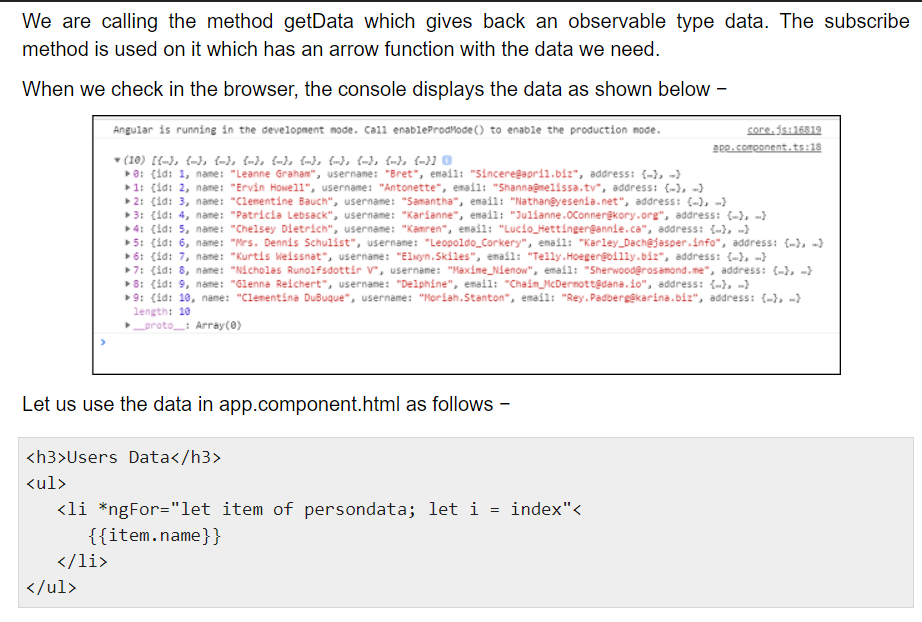 We are calling the method getData which gives back an observable type data. The subscribe
method is used on it which has an arrow function with the data we need.
When we check in the browser, the console displays the data as shown below −
Angular is running in the development mode. Call enableProdMode() to enable the production mode. core.js:16819
app.component.ts:18
▼(10) [{…}, {…}, {…}, {…}, {…}, {…}, {…}, {…}, {…}, {…}] i
▶0: {id: 1, name: "Leanne Graham", username: "Bret", email: "Sincere@april.biz", address: {…}, …}
▶1: {id: 2, name: "Ervin Howell", username: "Antonette", email: "Shanna@melissa.tv", address: {…}, …}
▶2: {id: 3, name: "Clementine Bauch", username: "Samantha", email: "Nathan@yesenia.net", address: {…}, …}
▶3: {id: 4, name: "Patricia Lebsack", username: "Karianne", email: "Julianne.OConner@kory.org", address: {…}, …}
▶4: {id: 5, name: "Chelsey Dietrich", username: "Kamren", email: "Lucio_Hettinger@annie.ca", address: {…}, …}
▶5: {id: 6, name: "Mrs. Dennis Schulist", username: "Leopoldo_Corkery", email: "Karley_Dach@jasper.info", address: {…}, …}
▶6: {id: 7, name: "Kurtis Weissnat", username: "Elwyn.Skiles", email: "Telly.Hoeger@billy.biz", address: {…}, …}
▶7: {id: 8, name: "Nicholas Runolfsdottir V", username: "Maxime_Nienow", email: "Sherwood@rosamond.me", address: {…}, …}
▶8: {id: 9, name: "Glenna Reichert", username: "Delphine", email: "Chaim_McDermott@dana.io", address: {…}, …}
▶9: {id: 10, name: "Clementina DuBuque", username: "Moriah.Stanton", email: "Rey.Padberg@karina.biz", address: {…}, …}
length: 10
▶__proto__: Array(0)
>
Let us use the data in app.component.html as follows −
<h3>Users Data</h3>
<ul>
<li *ngFor="let item of persondata; let i = index"<
{{item.name}}
</li>
</ul>